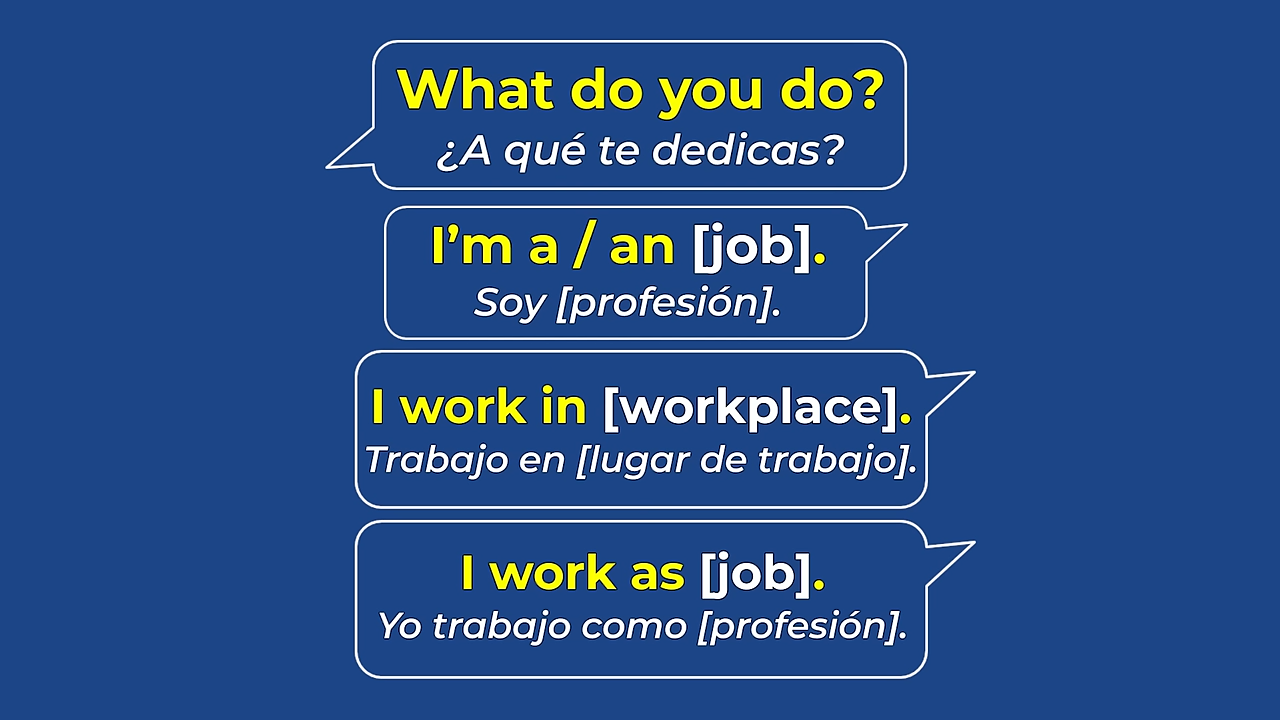 What do you do?
¿A qué te dedicas?
I’m a / an [job].
Soy [profesión].
I work in [workplace].
Trabajo en [lugar de trabajo].
I work as [job].
Yo trabajo como [profesión].